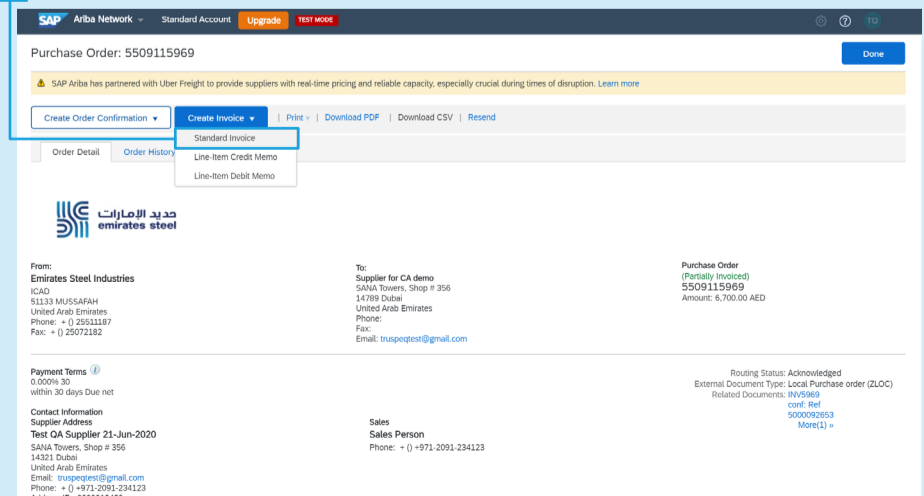 SAP Ariba Network Standard Account Upgrade TEST MODE ? TQ
Purchase Order: 5509115969 Done
SAP Ariba has partnered with Uber Freight to provide suppliers with real-time pricing and reliable capacity, especially crucial during times of disruption. Learn more
Create Order Confirmation Create Invoice | Print | Download PDF | Download CSV | Resend
Standard Invoice
Order Detail Order History
Line-Item Credit Memo
Line-Item Debit Memo
حديد الإمارات
emirates steel
From:
Emirates Steel Industries
ICAD
51133 MUSSAFAH
United Arab Emirates
Phone: + () 25511187
Fax: + () 25072182
To:
Supplier for CA demo
SANA Towers, Shop # 356
14789 Dubai
United Arab Emirates
Phone:
Fax:
Email: truspeqtest@gmail.com
Purchase Order
(Partially Invoiced)
5509115969
Amount: 6,700.00 AED
Payment Terms i
0.000% 30
within 30 days Due net
Routing Status: Acknowledged
External Document Type: Local Purchase order (ZLOC)
Related Documents: INV5969
conf: Ref
5000092653
More(1) »
Contact Information
Supplier Address
Test QA Supplier 21-Jun-2020
SANA Towers, Shop # 356
14321 Dubai
United Arab Emirates
Email: truspeqtest@gmail.com
Phone: + () +971-2091-234123
Sales
Sales Person
Phone: + () +971-2091-234123